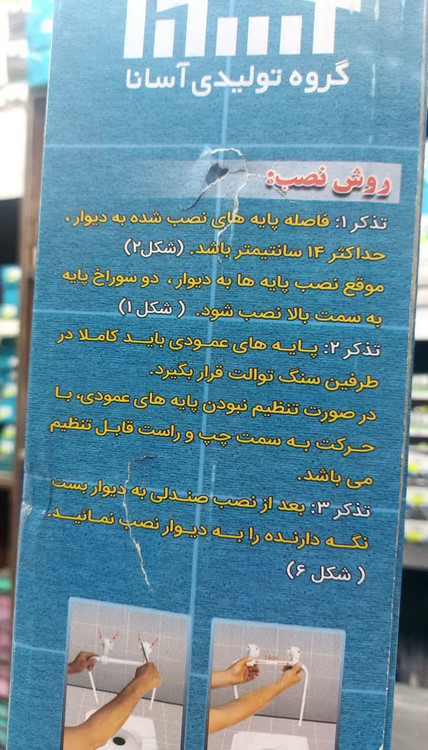 گروه تولیدی آسانا
روش نصب:
تذکر ۱: فاصله پایه های نصب شده به دیوار،
حداکثر ۱۴ سانتیمتر باشد. (شکل۲)
موقع نصب پایه ها به دیوار، دو سوراخ پایه
به سمت بالا نصب شود. ( شکل ۱)
تذکر ۲: پایه های عمودی باید کاملا در
طرفین سنگ توالت قرار بگیرد.
در صورت تنظیم نبودن پایه های عمودی، با
حرکت به سمت چپ و راست قابل تنظیم
می باشد.
تذکر ۳: بعد از نصب صندلی به دیوار بست
نگه دارنده را به دیوار نصب نمائید.
( شکل ۶)